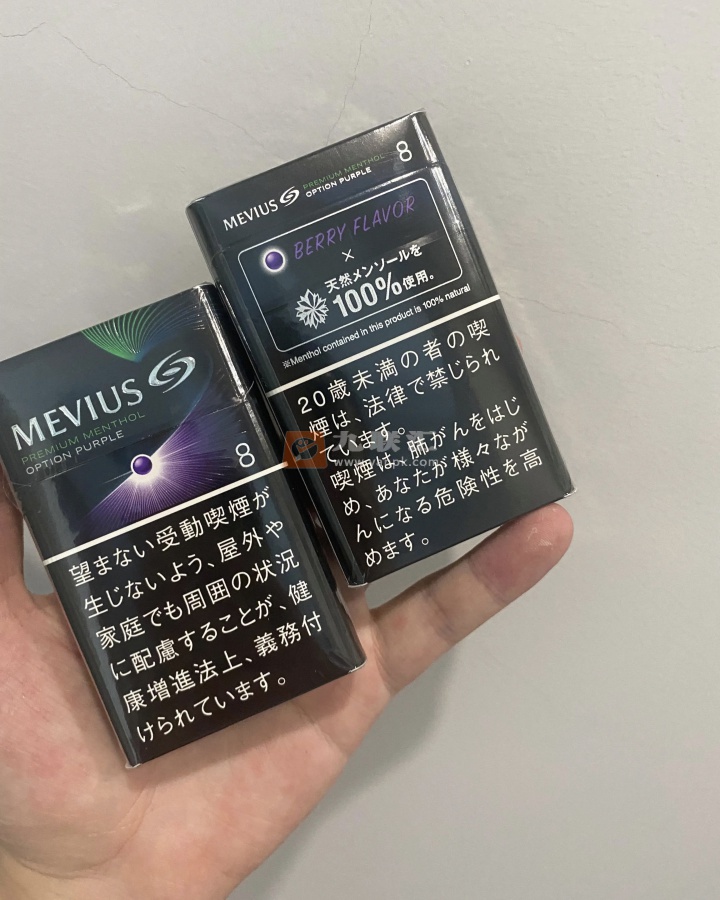 MEVIUS
PREMIUM MENTHOL
OPTION PURPLE
8
望まない受動喫煙が
生じないよう、屋外や
家庭でも周囲の状況
に配慮することが、健
康増進法上、義務付
けられています。
MEVIUS
PREMIUM MENTHOL
OPTION PURPLE
8
BERRY FLAVOR
×
天然メンソールを
100%使用。
※Menthol contained in this product is 100% natural
20歳未満の者の喫
煙は、法律で禁じられ
ています。
喫煙は、肺がんをはじ
め、あなたが様々なが
んになる危険性を高
めます。